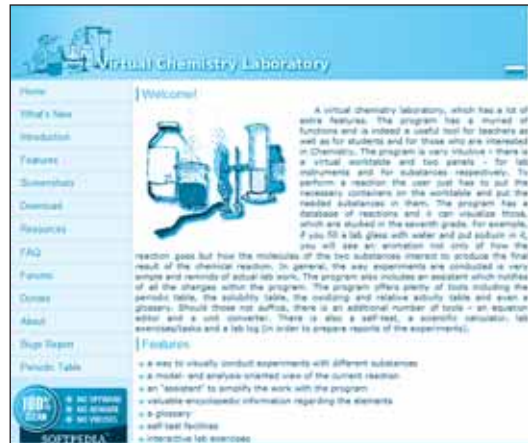 Virtual Chemistry Laboratory
Home
What's New
Introduction
Features
Screenshots
Download
Resources
FAQ
Forums
Donate
About
Bugs Report
Periodic Table
100% CLEAN
NO SPYWARE
NO ADWARE
NO VIRUSES
SOFTPEDIA
Welcome!
A virtual chemistry laboratory, which has a lot of
extra features. The program has a myriad of
functions and is indeed a useful tool for teachers as
well as for students and for those who are interested
in Chemistry. The program is very intuitive - there is
a virtual worktable and two panels - for lab
instruments and for substances respectively. To
perform a reaction the user just has to put the
necessary containers on the worktable and put the
needed substances in them. The program has a
database of reactions and it can visualize those
which are studied in the seventh grade. For example,
if you fill a lab glass with water and put sodium in it,
you will see an animation not only of how the
reaction goes but how the molecules of the two substances interact to produce the final
result of the chemical reaction. In general, the way experiments are conducted is very
simple and reminds of actual lab work. The program also includes an assistant which notifies
of all the changes within the program. The program offers plenty of tools including the
periodic table, the solubility table, the oxidizing and relative activity table and even a
glossary. Should those not suffice, there is an additional number of tools - an equation
editor and a unit converter. There is also a self-test, a scientific calculator, lab
exercises/tasks and a lab log (in order to prepare reports of the experiments).
Features
a way to visually conduct experiments with different substances
a model- and analysis-oriented view of the current reaction
an "assistant" to simplify the work with the program
valuable encyclopedic information regarding the elements
a glossary
self-test facilities
interactive lab exercises